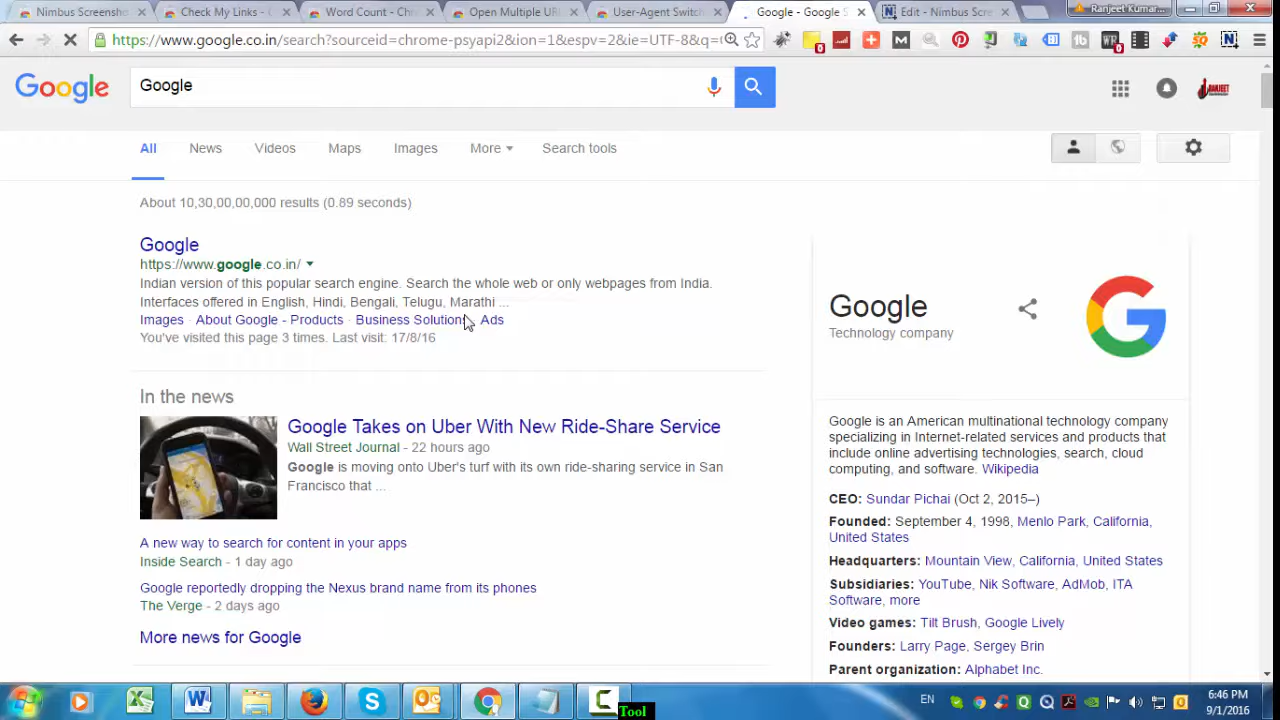 Nimbus Screensh
Check My Links - C
Word Count - Chro
Open Multiple URL
User-Agent Switch
Google - Google S
Edit - Nimbus Scre
Ranjeet Kumar...
https://www.google.co.in/search?sourceid=chrome-psyapi2&ion=1&espv=2&ie=UTF-8&q=G
Google
Google
All
News
Videos
Maps
Images
More
Search tools
About 10,30,00,00,000 results (0.89 seconds)
Google
https://www.google.co.in/
Indian version of this popular search engine. Search the whole web or only webpages from India.
Interfaces offered in English, Hindi, Bengali, Telugu, Marathi ...
Images · About Google - Products · Business Solutions · Ads
You've visited this page 3 times. Last visit: 17/8/16
In the news
Google Takes on Uber With New Ride-Share Service
Wall Street Journal - 22 hours ago
Google is moving onto Uber's turf with its own ride-sharing service in San
Francisco that ...
A new way to search for content in your apps
Inside Search - 1 day ago
Google reportedly dropping the Nexus brand name from its phones
The Verge - 2 days ago
More news for Google
Google
Technology company
Google is an American multinational technology company
specializing in Internet-related services and products that
include online advertising technologies, search, cloud
computing, and software. Wikipedia
CEO: Sundar Pichai (Oct 2, 2015–)
Founded: September 4, 1998, Menlo Park, California,
United States
Headquarters: Mountain View, California, United States
Subsidiaries: YouTube, Nik Software, AdMob, ITA
Software, more
Video games: Tilt Brush, Google Lively
Founders: Larry Page, Sergey Brin
Parent organization: Alphabet Inc.
Tool
EN
6:46 PM
9/1/2016